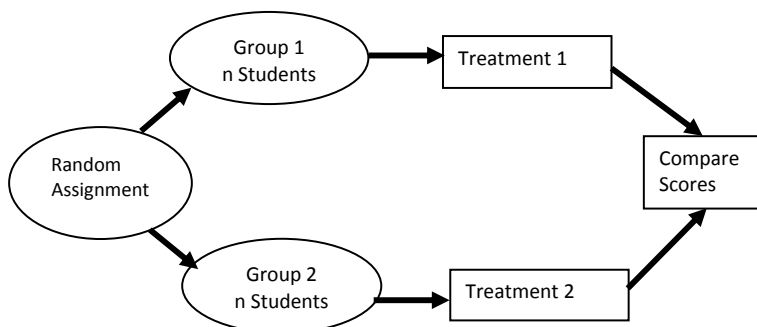 Group 1
n Students
Treatment 1
Random
Assignment
Compare
Scores
Group 2
n Students
Treatment 2